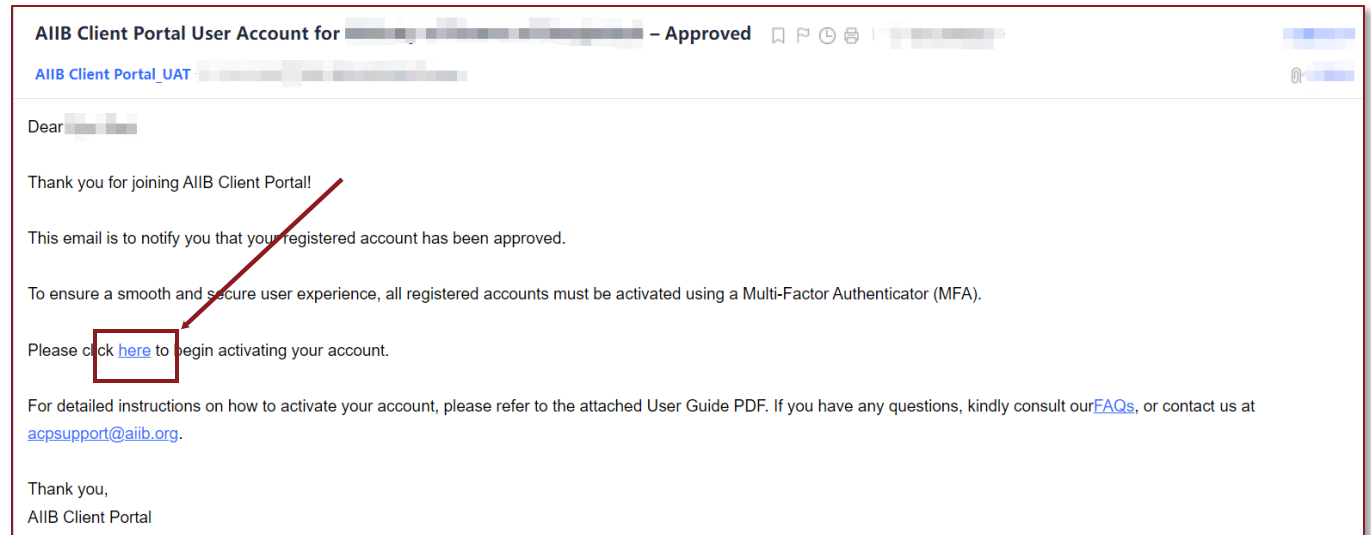 AIIB Client Portal User Account for – Approved
AIIB Client Portal_UAT
Dear
Thank you for joining AIIB Client Portal!
This email is to notify you that your registered account has been approved.
To ensure a smooth and secure user experience, all registered accounts must be activated using a Multi-Factor Authenticator (MFA).
Please click here to begin activating your account.
For detailed instructions on how to activate your account, please refer to the attached User Guide PDF. If you have any questions, kindly consult ourFAQs, or contact us at
acpsupport@aiib.org.
Thank you,
AIIB Client Portal